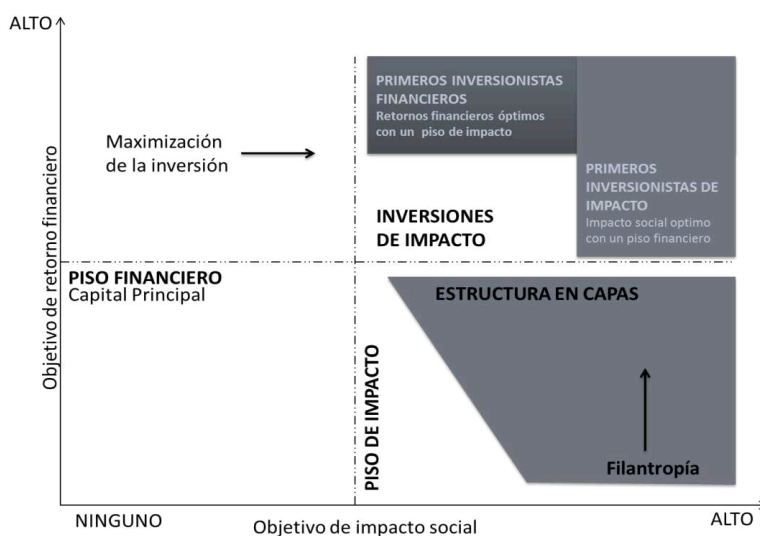 ALTO
PRIMEROS INVERSIONISTAS
FINANCIEROS
Retornos financieros óptimos
con un piso de impacto
Maximización
de la inversión
PRIMEROS
INVERSIONISTAS DE
IMPACTO
Impacto social optimo
con un piso financiero
INVERSIONES
DE IMPACTO
Objetivo de retorno financiero
PISO FINANCIERO
Capital Principal
ESTRUCTURA EN CAPAS
PISO DE IMPACTO
Filantropía
NINGUNO
Objetivo de impacto social
ALTO